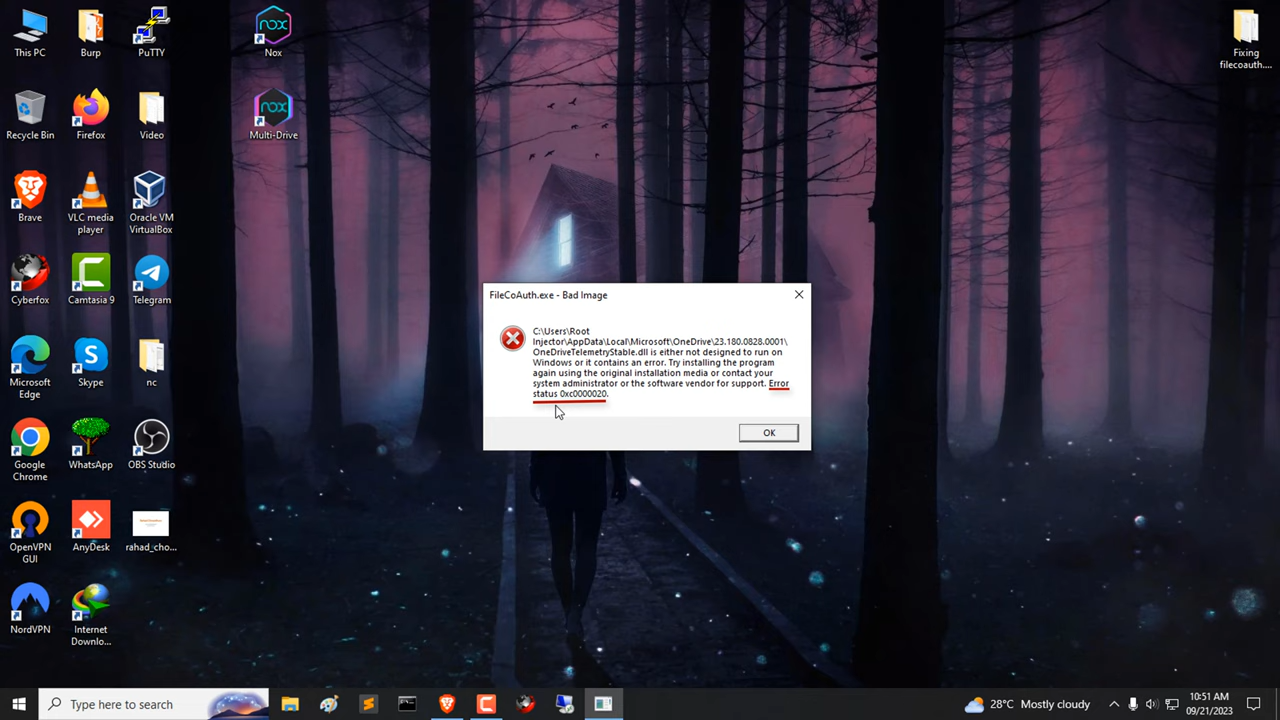 This PC
Burp
PuTTY
Nox
Fixing
filecoauth....
Recycle Bin
Firefox
Video
Multi-Drive
Brave
VLC media
player
Oracle VM
VirtualBox
Cyberfox
Camtasia 9
Telegram
Microsoft
Edge
Skype
nc
Google
Chrome
WhatsApp
OBS Studio
OpenVPN
GUI
AnyDesk
rahad_cho...
NordVPN
Internet
Downlo...
FileCoAuth.exe - Bad Image
C:\Users\Root
Injector\AppData\Local\Microsoft\OneDrive\23.180.0828.0001\
OneDriveTelemetryStable.dll is either not designed to run on
Windows or it contains an error. Try installing the program
again using the original installation media or contact your
system administrator or the software vendor for support. Error
status 0xc0000020.
OK
Type here to search
28°C Mostly cloudy
10:51 AM
09/21/2023